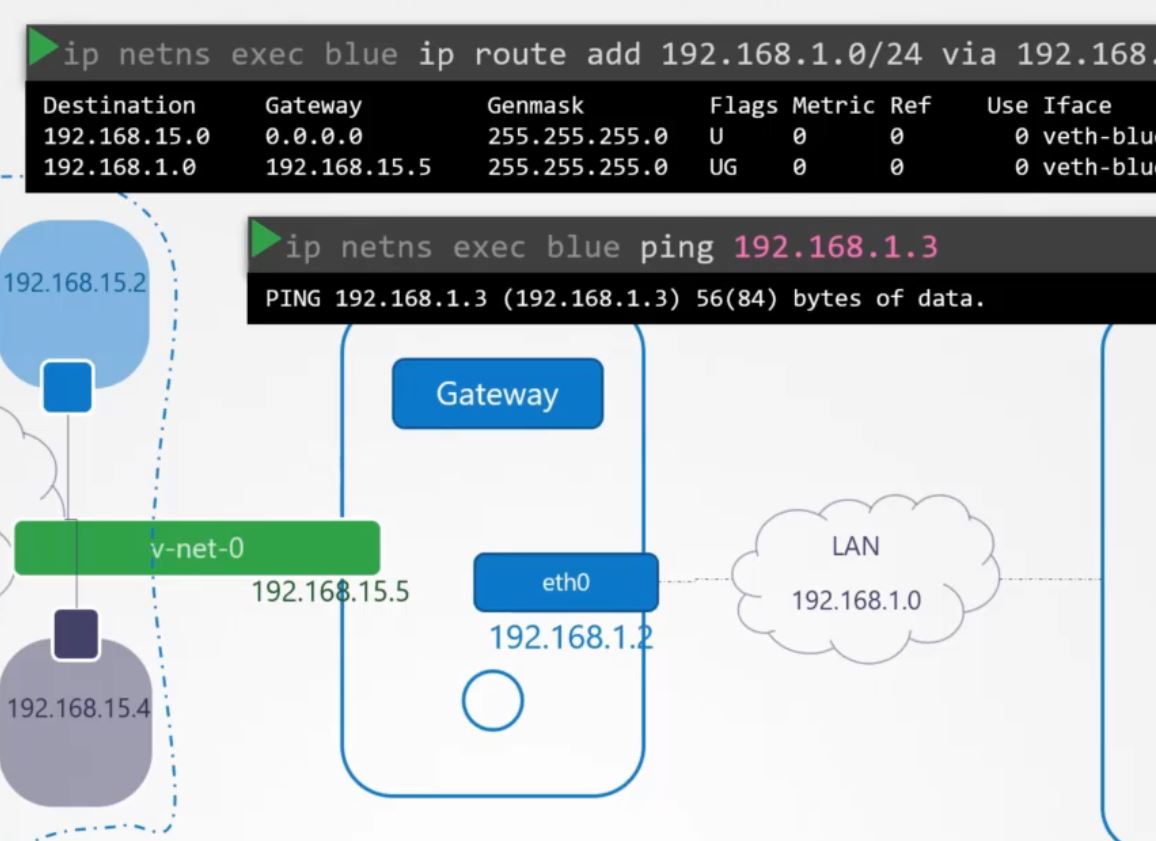 ip netns exec blue ip route add 192.168.1.0/24 via 192.168.
Destination Gateway Genmask Flags Metric Ref Use Iface
192.168.15.0 0.0.0.0 255.255.255.0 U 0 0 0 veth-blue
192.168.1.0 192.168.15.5 255.255.255.0 UG 0 0 0 veth-blue
ip netns exec blue ping 192.168.1.3
PING 192.168.1.3 (192.168.1.3) 56(84) bytes of data.
192.168.15.2
Gateway
v-net-0
192.168.15.5
eth0
192.168.1.2
LAN
192.168.1.0
192.168.15.4